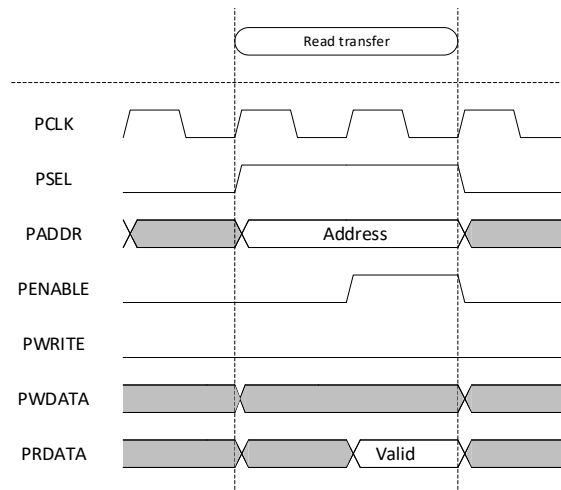 Read transfer
PCLK
PSEL
PADDR
Address
PENABLE
PWRITE
PWDATA
PRDATA
Valid